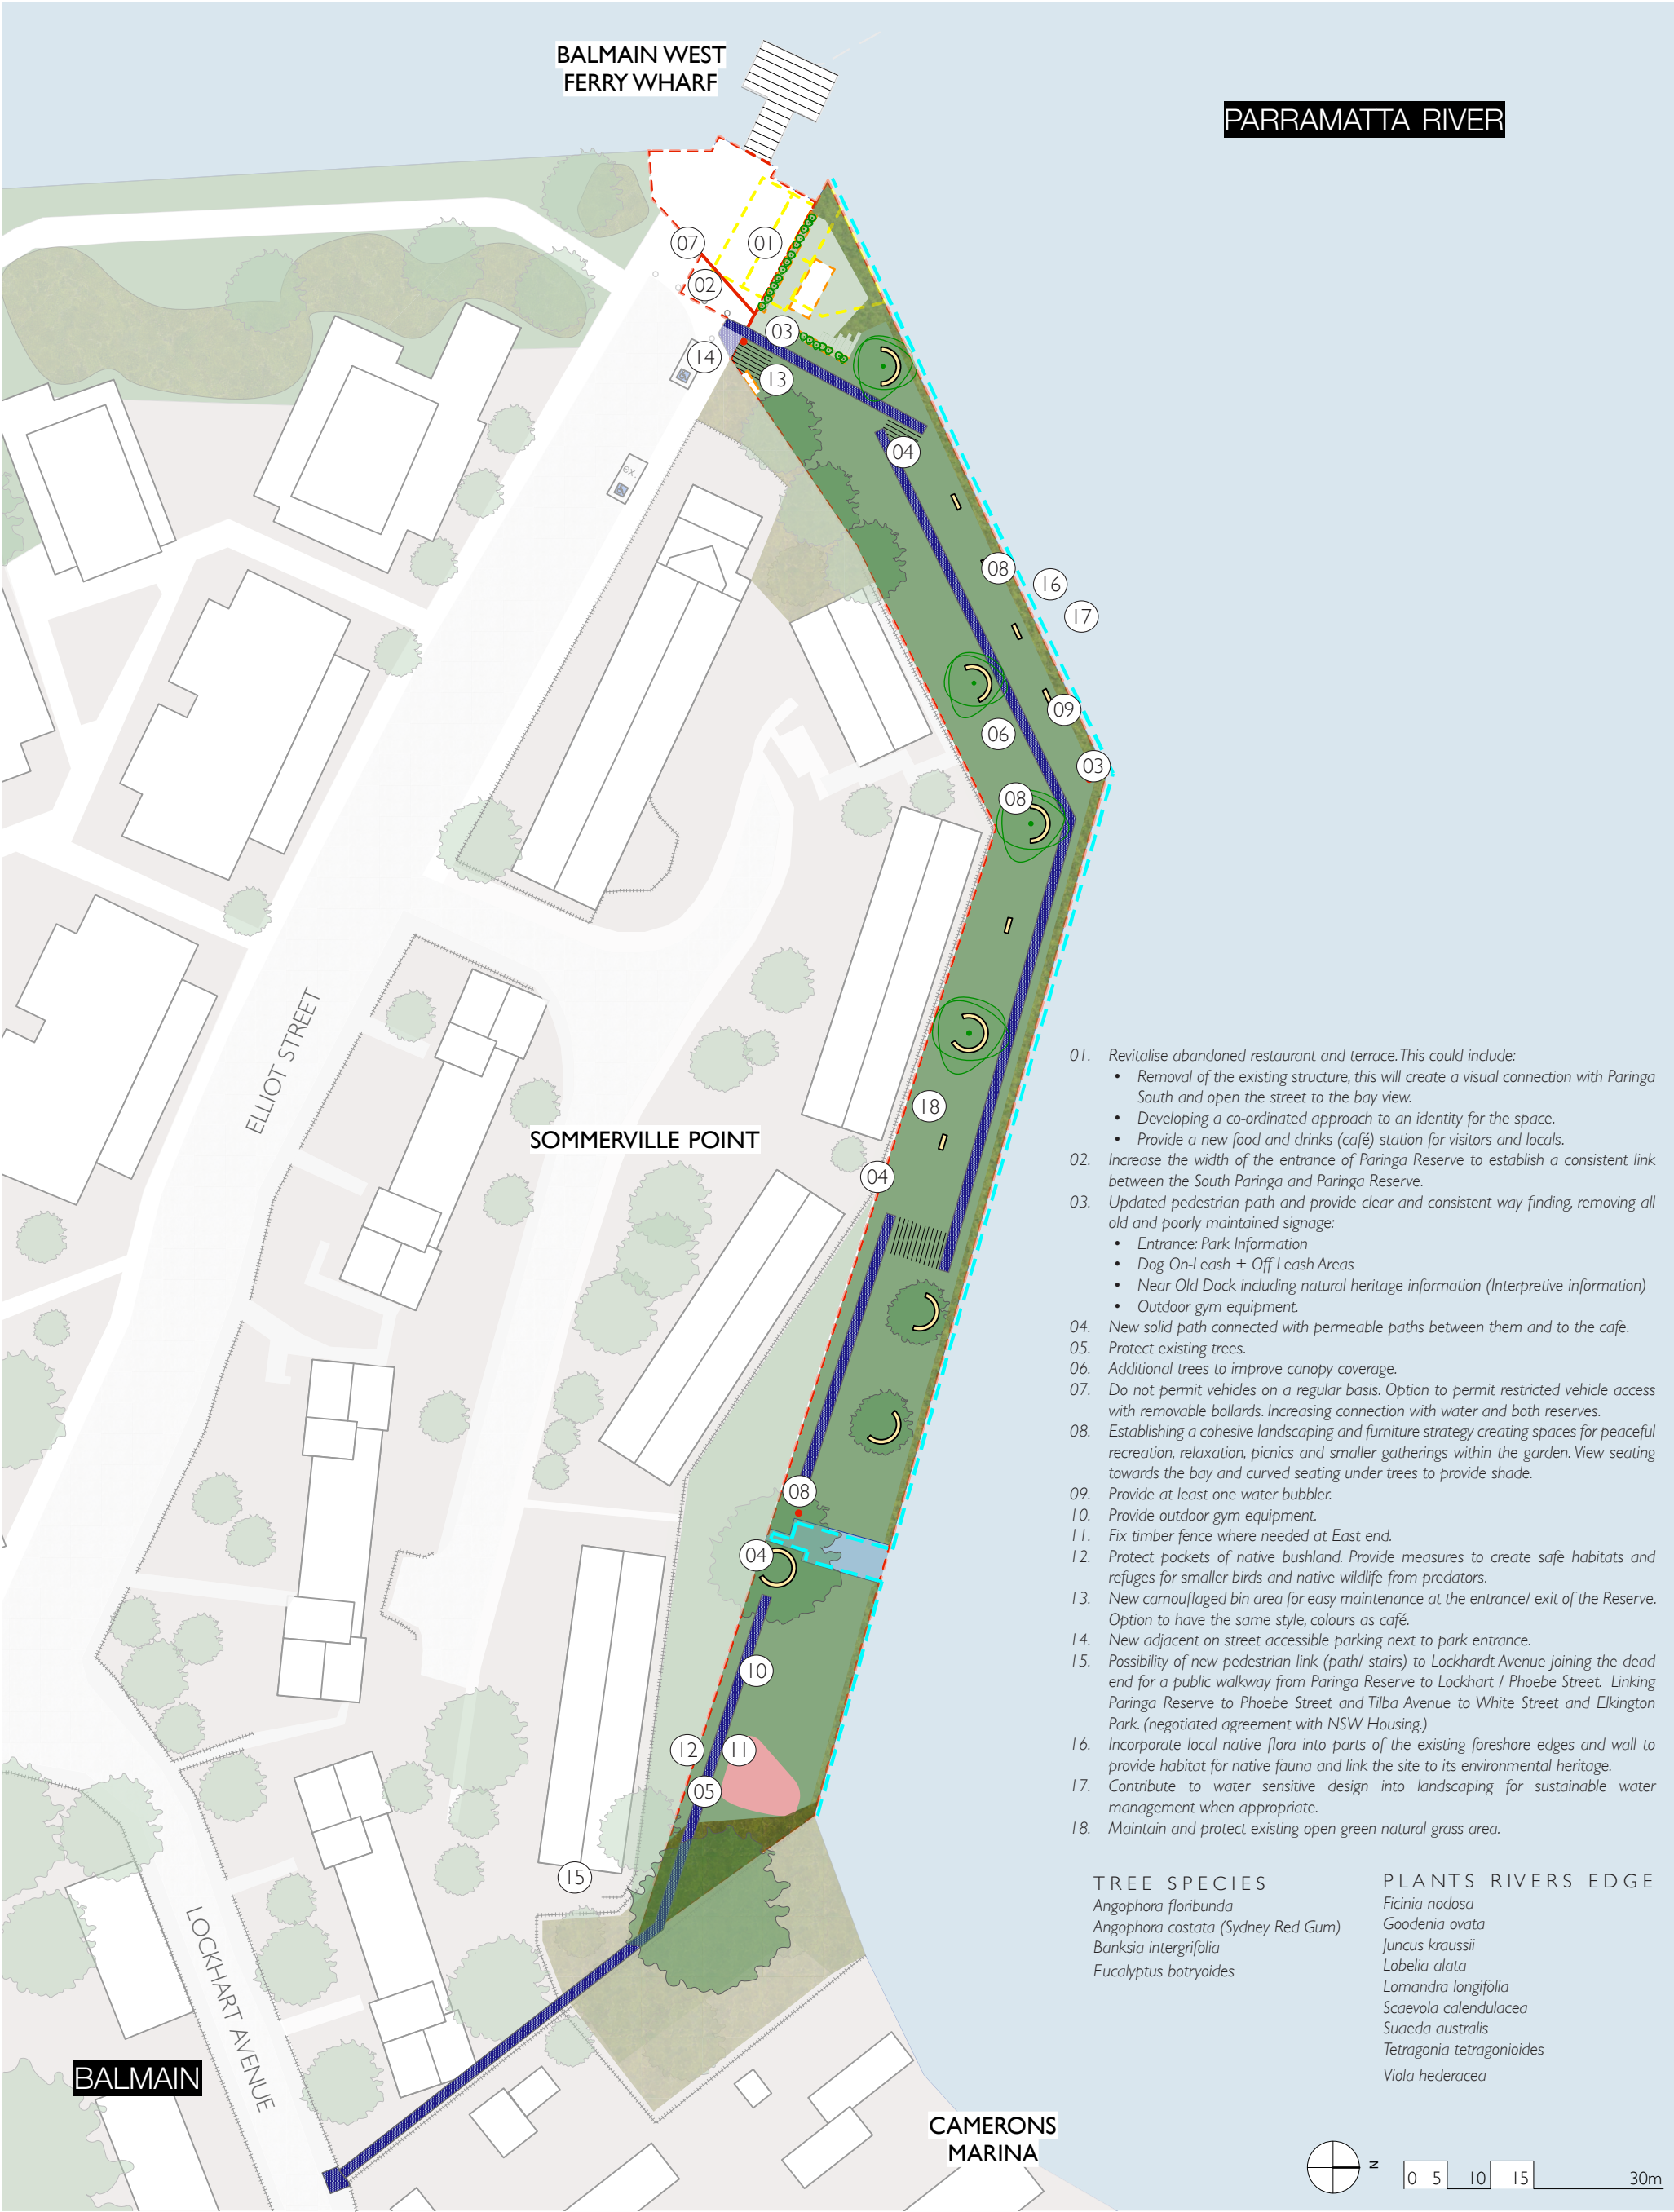 BALMAIN WEST
FERRY WHARF
PARRAMATTA RIVER
07
01
02
03
14
13
04
ex.
08
16
17
09
06
03
08
ELLIOT STREET
18
SOMMERVILLE POINT
04
08
04
10
12
11
05
15
LOCKHART AVENUE
BALMAIN
CAMERONS
MARINA
01. Revitalise abandoned restaurant and terrace. This could include:
• Removal of the existing structure, this will create a visual connection with Paringa
South and open the street to the bay view.
• Developing a co-ordinated approach to an identity for the space.
• Provide a new food and drinks (café) station for visitors and locals.
02. Increase the width of the entrance of Paringa Reserve to establish a consistent link
between the South Paringa and Paringa Reserve.
03. Updated pedestrian path and provide clear and consistent way finding, removing all
old and poorly maintained signage:
• Entrance: Park Information
• Dog On-Leash + Off Leash Areas
• Near Old Dock including natural heritage information (Interpretive information)
• Outdoor gym equipment.
04. New solid path connected with permeable paths between them and to the cafe.
05. Protect existing trees.
06. Additional trees to improve canopy coverage.
07. Do not permit vehicles on a regular basis. Option to permit restricted vehicle access
with removable bollards. Increasing connection with water and both reserves.
08. Establishing a cohesive landscaping and furniture strategy creating spaces for peaceful
recreation, relaxation, picnics and smaller gatherings within the garden. View seating
towards the bay and curved seating under trees to provide shade.
09. Provide at least one water bubbler.
10. Provide outdoor gym equipment.
11. Fix timber fence where needed at East end.
12. Protect pockets of native bushland. Provide measures to create safe habitats and
refuges for smaller birds and native wildlife from predators.
13. New camouflaged bin area for easy maintenance at the entrance/ exit of the Reserve.
Option to have the same style, colours as café.
14. New adjacent on street accessible parking next to park entrance.
15. Possibility of new pedestrian link (path/ stairs) to Lockhardt Avenue joining the dead
end for a public walkway from Paringa Reserve to Lockhart / Phoebe Street. Linking
Paringa Reserve to Phoebe Street and Tilba Avenue to White Street and Elkington
Park. (negotiated agreement with NSW Housing.)
16. Incorporate local native flora into parts of the existing foreshore edges and wall to
provide habitat for native fauna and link the site to its environmental heritage.
17. Contribute to water sensitive design into landscaping for sustainable water
management when appropriate.
18. Maintain and protect existing open green natural grass area.
TREE SPECIES
Angophora floribunda
Angophora costata (Sydney Red Gum)
Banksia intergrifolia
Eucalyptus botryoides
PLANTS RIVERS EDGE
Ficinia nodosa
Goodenia ovata
Juncus kraussii
Lobelia alata
Lomandra longifolia
Scaevola calendulacea
Suaeda australis
Tetragonia tetragonioides
Viola hederacea
N
0 5 10 15 30m